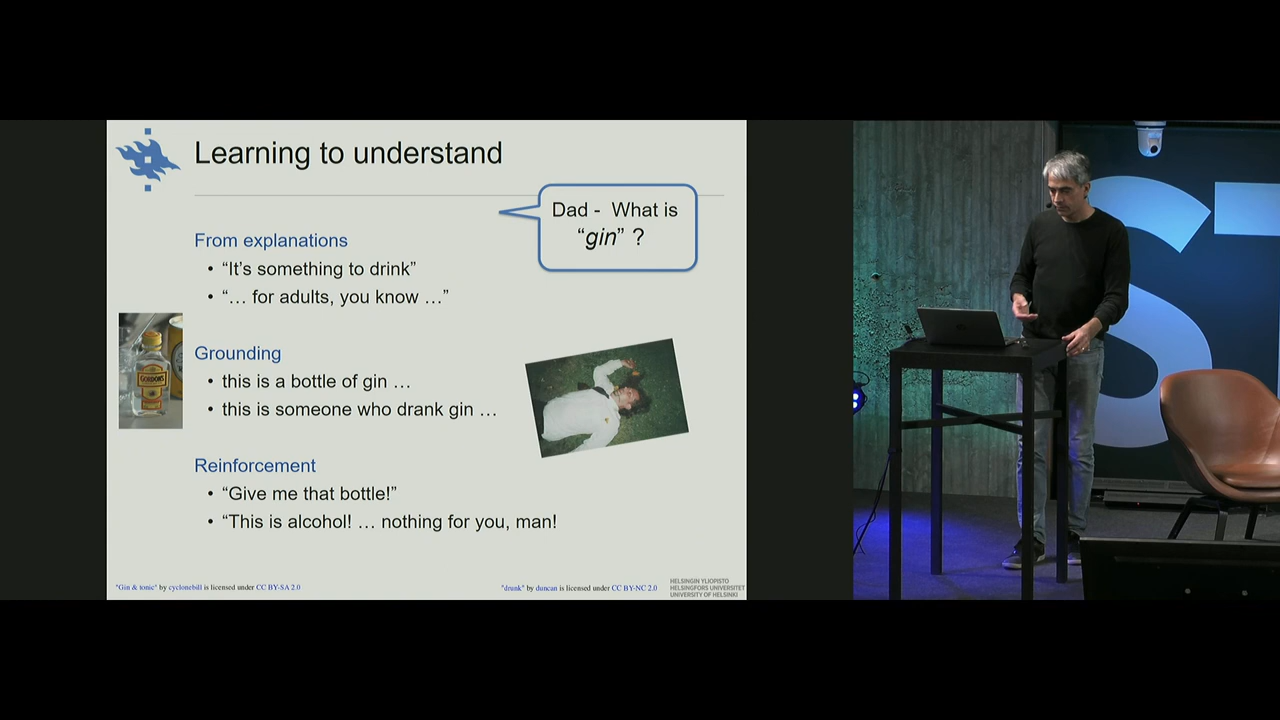 Learning to understand
Dad - What is
“gin” ?
From explanations
• “It’s something to drink”
• “… for adults, you know …”
GORDON'S
Grounding
• this is a bottle of gin …
• this is someone who drank gin …
Reinforcement
• “Give me that bottle!”
• “This is alcohol! … nothing for you, man!
"Gin & tonic" by cyclonebill is licensed under CC BY-SA 2.0
"drunk" by duncan is licensed under CC BY-NC 2.0
HELSINGIN YLIOPISTO
HELSINGFORS UNIVERSITET
UNIVERSITY OF HELSINKI
ST